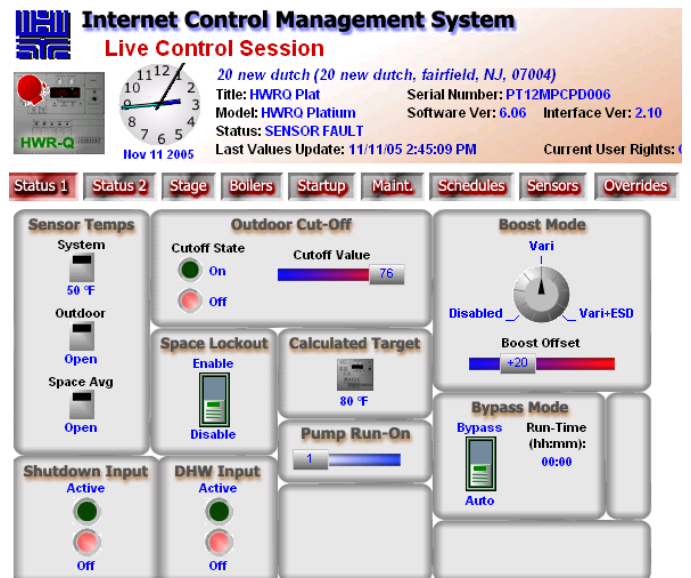 Internet Control Management System
Live Control Session
20 new dutch (20 new dutch, fairfield, NJ, 07004)
Title: HWRQ Plat Serial Number: PT12MPCPD006
Model: HWRQ Platium Software Ver: 6.06 Interface Ver: 2.10
Status: SENSOR FAULT
Last Values Update: 11/11/05 2:45:09 PM Current User Rights:
HWR-Q
11 12 1
10 2
3
8 4
7 6 5
Nov 11 2005
Status 1 Status 2 Stage Boilers Startup Maint. Schedules Sensors Overrides
Sensor Temps
System
50 °F
Outdoor
Open
Space Avg
Open
Outdoor Cut-Off
Cutoff State
On
Off
Cutoff Value
76
Boost Mode
Vari
Disabled Vari+ESD
Boost Offset
+20
Space Lockout
Enable
Disable
Calculated Target
80 °F
Pump Run-On
1
Bypass Mode
Bypass
Auto
Run-Time
(hh:mm):
00:00
Shutdown Input
Active
Off
DHW Input
Active
Off